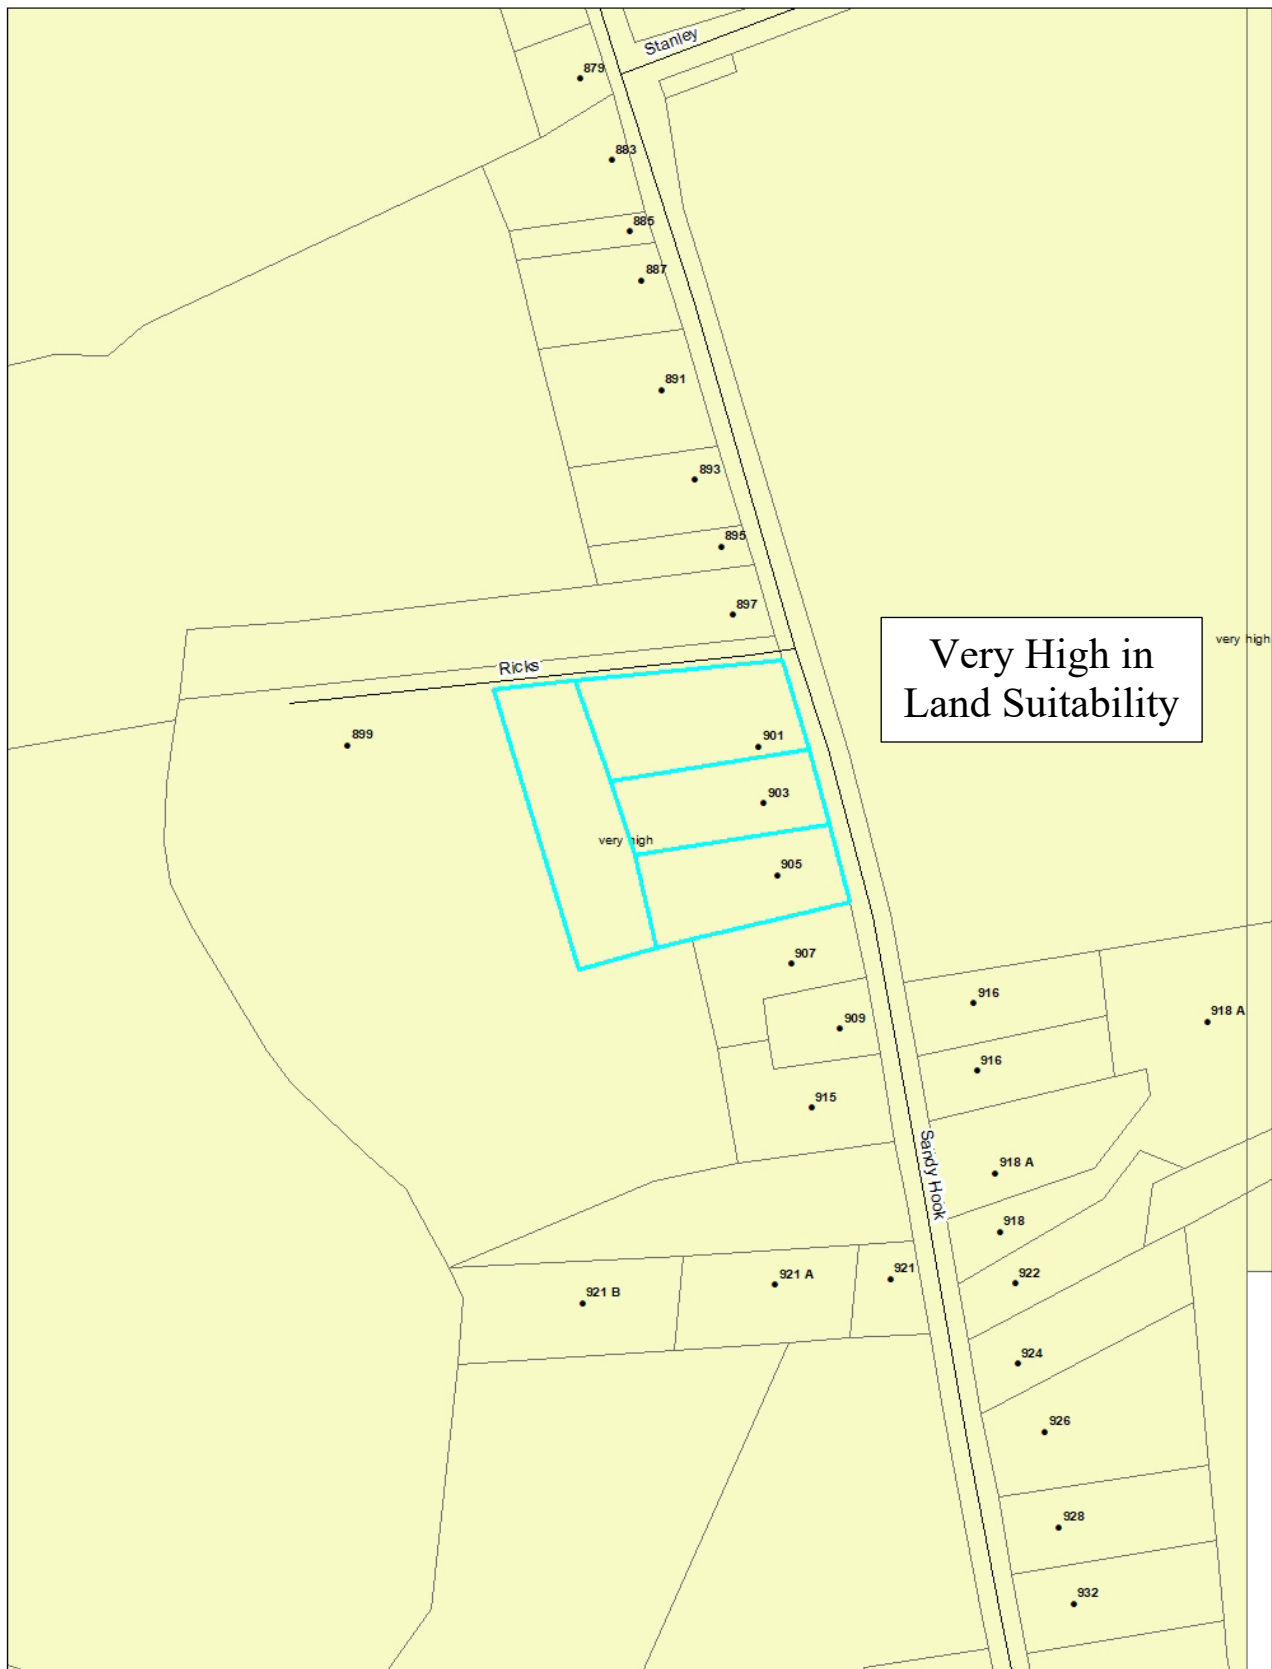 Stanley
879
883
885
887
891
893
895
897
Very High in
Land Suitability
very high
Ricks
899
901
903
very high
905
907
916
909
918 A
916
915
Sandy Hook
918 A
918
921
922
921 A
921 B
924
926
928
932